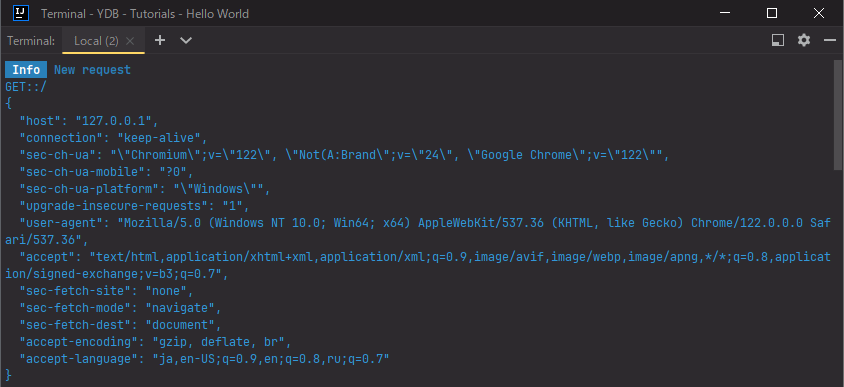 IJ Terminal - YDB - Tutorials - Hello World
Terminal: Local (2)
Info New request
GET::/
{
  "host": "127.0.0.1",
  "connection": "keep-alive",
  "sec-ch-ua": "\"Chromium\";v=\"122\", \"Not(A:Brand\";v=\"24\", \"Google Chrome\";v=\"122\"",
  "sec-ch-ua-mobile": "?0",
  "sec-ch-ua-platform": "\"Windows\"",
  "upgrade-insecure-requests": "1",
  "user-agent": "Mozilla/5.0 (Windows NT 10.0; Win64; x64) AppleWebKit/537.36 (KHTML, like Gecko) Chrome/122.0.0.0 Saf
ari/537.36",
  "accept": "text/html,application/xhtml+xml,application/xml;q=0.9,image/avif,image/webp,image/apng,*/*;q=0.8,applicat
ion/signed-exchange;v=b3;q=0.7",
  "sec-fetch-site": "none",
  "sec-fetch-mode": "navigate",
  "sec-fetch-dest": "document",
  "accept-encoding": "gzip, deflate, br",
  "accept-language": "ja,en-US;q=0.9,en;q=0.8,ru;q=0.7"
}